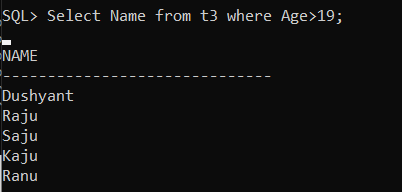 SQL> Select Name from t3 where Age>19;
NAME
------------------------------
Dushyant
Raju
Saju
Kaju
Ranu